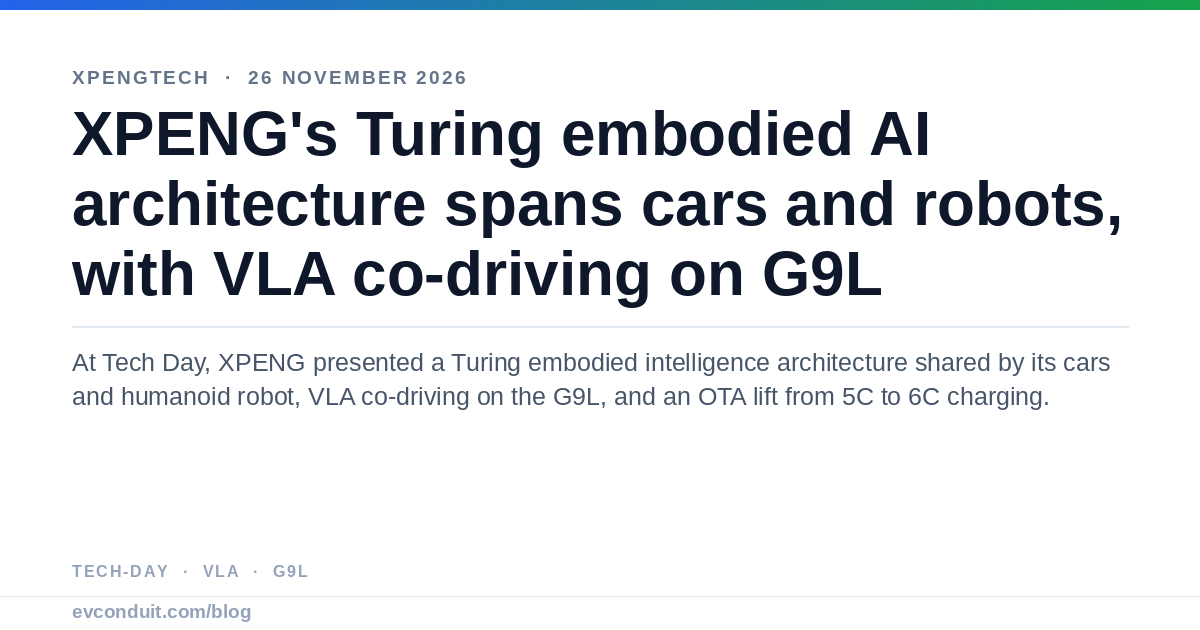 XPENGTECH · 26 NOVEMBER 2026
XPENG's Turing embodied AI
architecture spans cars and robots,
with VLA co-driving on G9L
At Tech Day, XPENG presented a Turing embodied intelligence architecture shared by its cars
and humanoid robot, VLA co-driving on the G9L, and an OTA lift from 5C to 6C charging.
TECH-DAY · VLA · G9L
evconduit.com/blog